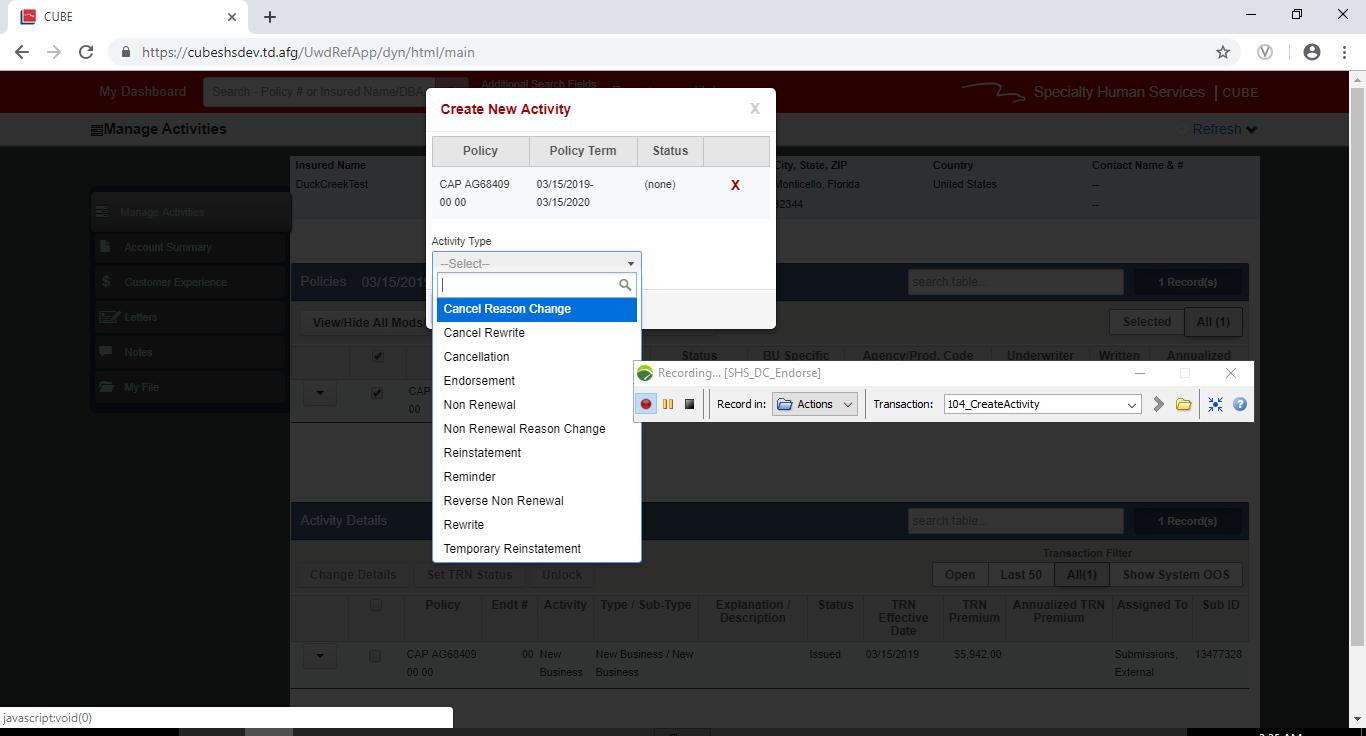 CUBE
https://cubeshsdev.td.afg/UwdRefApp/dyn/html/main
My Dashboard
Search - Policy # or Insured Name/DBA
Additional Search Fields
Specialty Human Services | CUBE
Manage Activities
Refresh
Create New Activity X
Policy Policy Term Status
CAP AG68409 03/15/2019- (none) X
00 00 03/15/2020
Activity Type
--Select--
Cancel Reason Change
Cancel Rewrite
Cancellation
Endorsement
Non Renewal
Non Renewal Reason Change
Reinstatement
Reminder
Reverse Non Renewal
Rewrite
Temporary Reinstatement
Insured Name
DuckCreekTest
City, State, ZIP Country Contact Name & #
Monticello, Florida United States --
32344 --
Manage Activities
Account Summary
Customer Experience
Letters
Notes
My File
Policies 03/15/201
search table... 1 Record(s)
View/Hide All Mods
Selected All (1)
Status BU Specific Agency/Prod. Code Underwriter Written Annualized
CAP
00
Recording... [SHS_DC_Endorse]
Record in: Actions Transaction: 104_CreateActivity
Activity Details search table... 1 Record(s)
Transaction Filter
Change Details Set TRN Status Unlock Open Last 50 All(1) Show System OOS
Policy Endt # Activity Type / Sub-Type Explanation / Status TRN TRN Annualized TRN Assigned To Sub ID
Description Effective Premium Premium
Date
CAP AG68409 00 New New Business / New Issued 03/15/2019 $5,942.00 Submissions, 13477328
00 00 Business Business External
javascript:void(0)